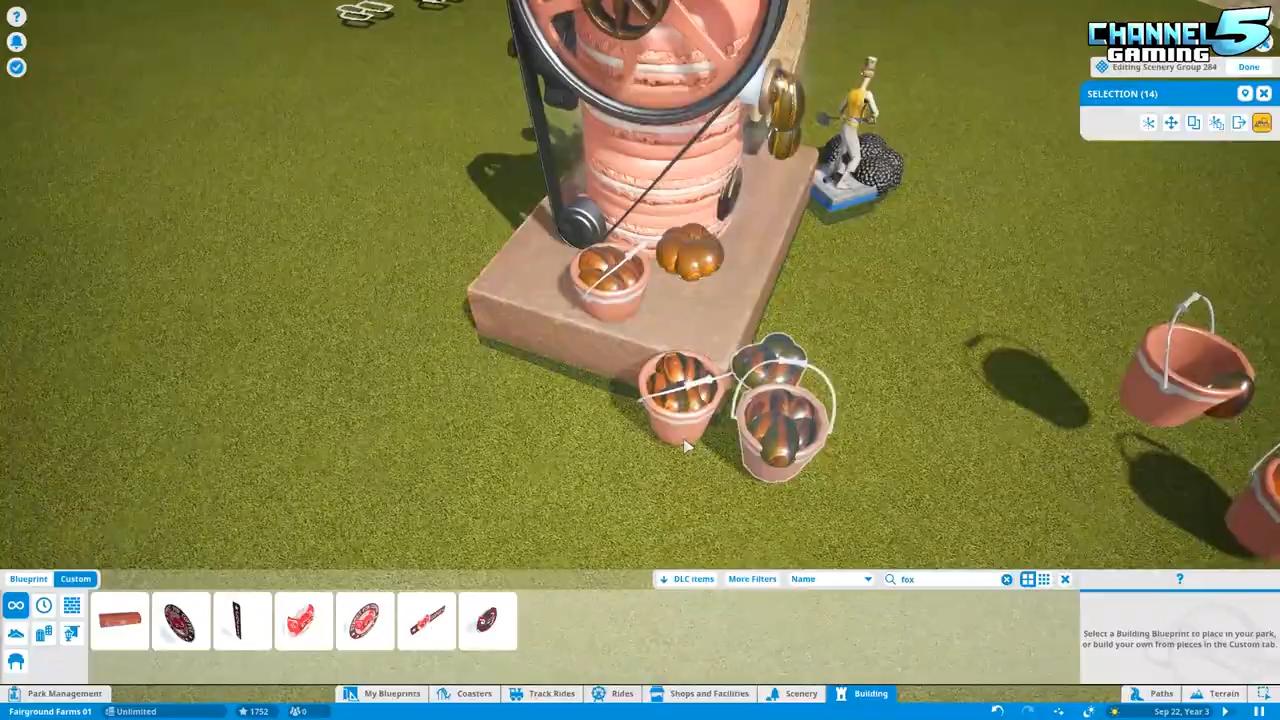 CHANNEL 5
GAMING
Editing Scenery Group 284
Done
SELECTION (14)
Blueprint
Custom
DLC Items
More Filters
Name
fox
?
Select a Building Blueprint to place in your park,
or build your own from pieces in the Custom tab.
Park Management
My Blueprints
Coasters
Track Rides
Rides
Shops and Facilities
Scenery
Building
Paths
Terrain
Fairground Farms 01
Unlimited
1752
0
Sep 22, Year 3